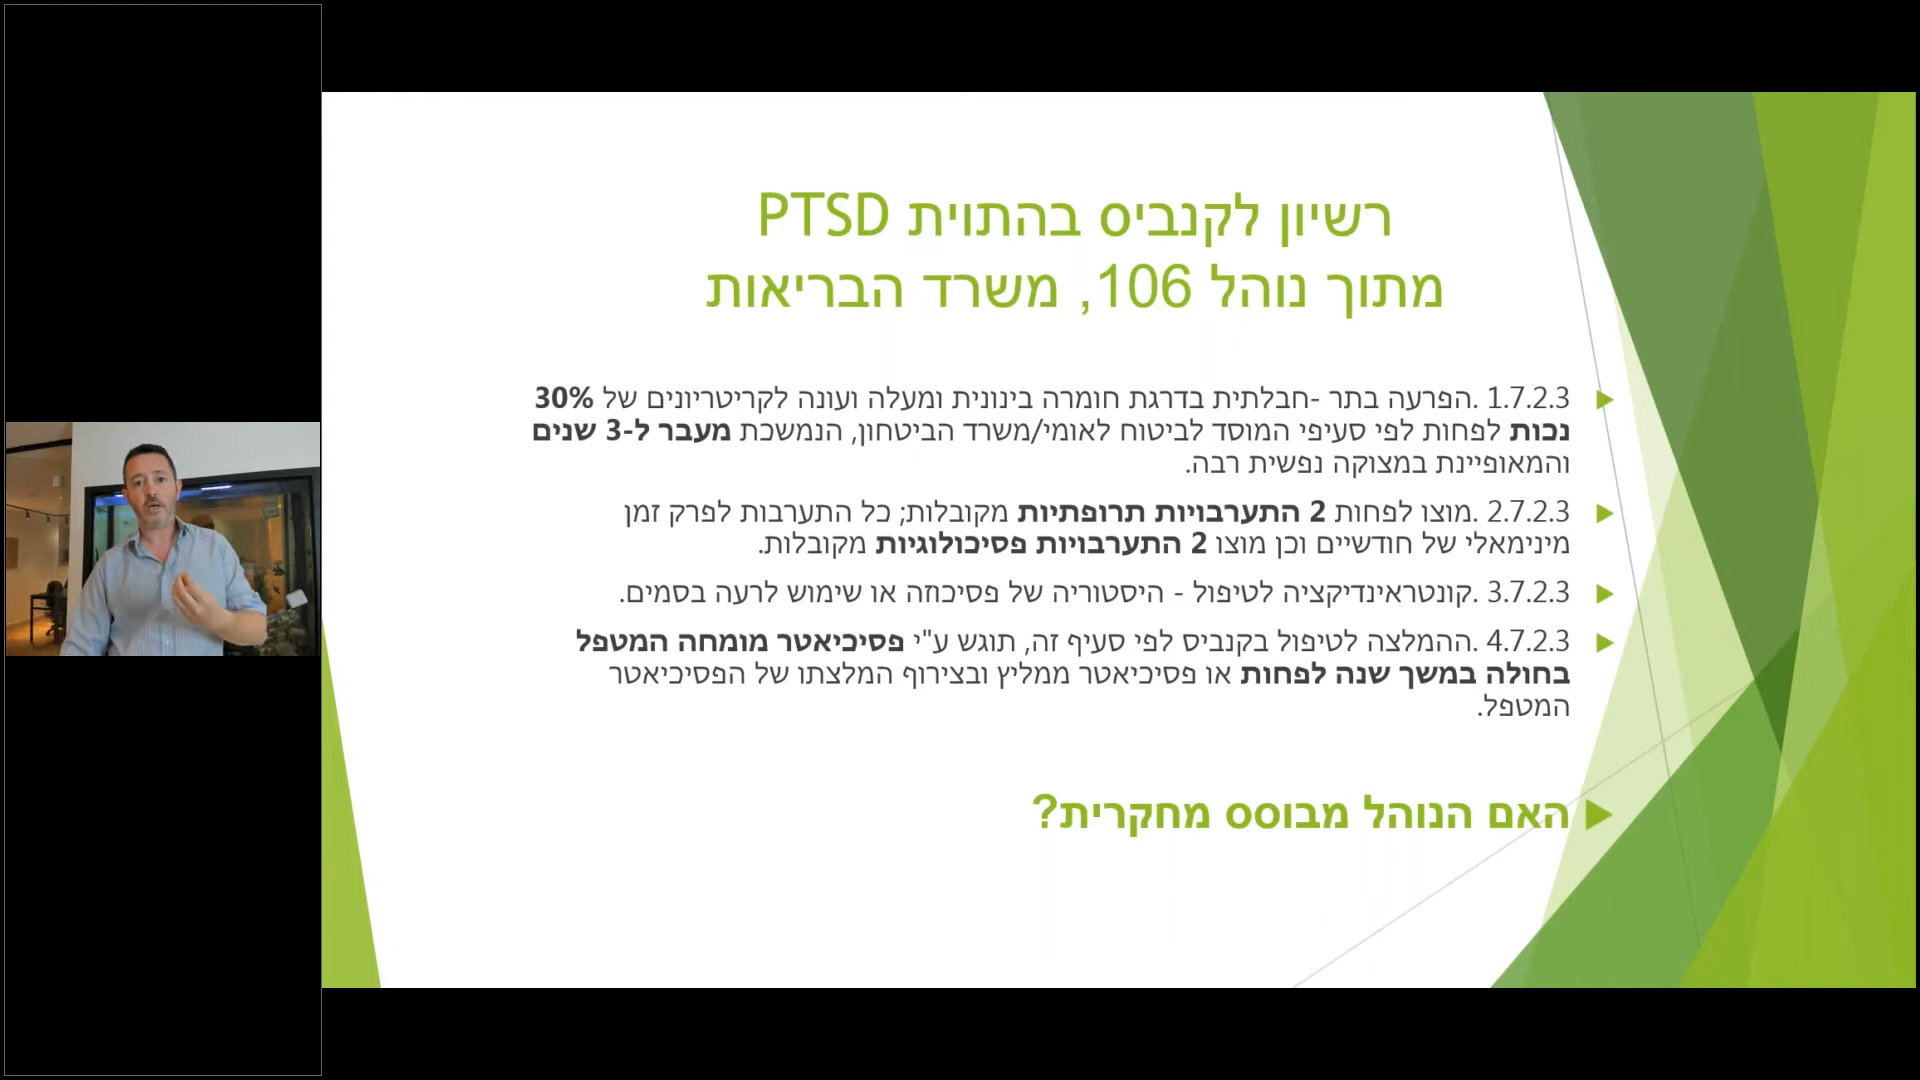 רשיון לקנביס בהתוית PTSD
מתוך נוהל 106, משרד הבריאות
1.7.2.3 .הפרעה בתר -חבלתית בדרגת חומרה בינונית ומעלה ועונה לקריטריונים של 30%
נכות לפחות לפי סעיפי המוסד לביטוח לאומי/משרד הביטחון, הנמשכת מעבר ל-3 שנים
והמאופיינת במצוקה נפשית רבה.
2.7.2.3 .מוצו לפחות 2 התערבויות תרופתיות מקובלות; כל התערבות לפרק זמן
מינימאלי של חודשיים וכן מוצו 2 התערבויות פסיכולוגיות מקובלות.
3.7.2.3 .קונטראינדיקציה לטיפול - היסטוריה של פסיכוזה או שימוש לרעה בסמים.
4.7.2.3 .ההמלצה לטיפול בקנביס לפי סעיף זה, תוגש ע"י פסיכיאטר מומחה המטפל
בחולה במשך שנה לפחות או פסיכיאטר ממליץ ובצירוף המלצתו של הפסיכיאטר
המטפל.
האם הנוהל מבוסס מחקרית?